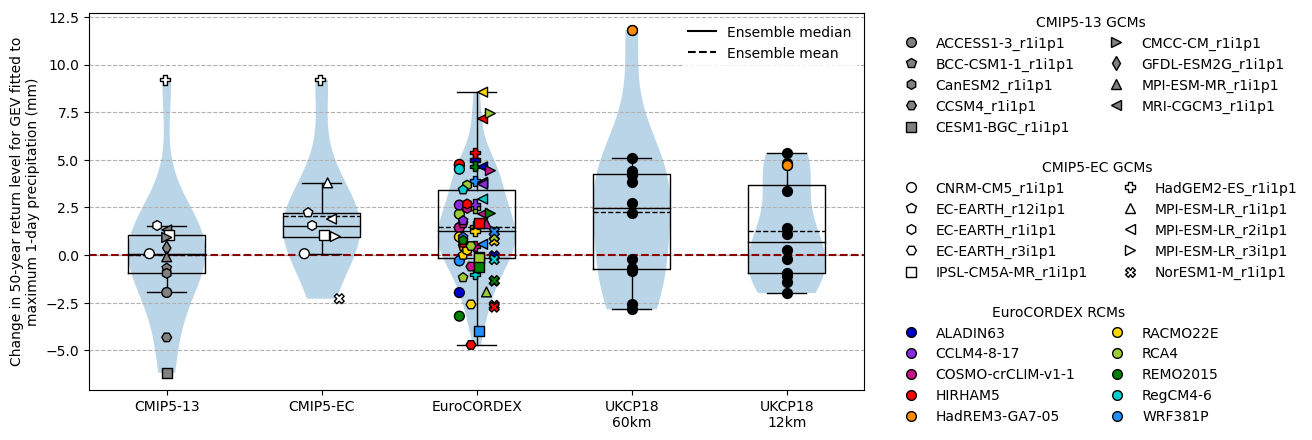 Change in 50-year return level for GEV fitted to
maximum 1-day precipitation (mm)
12.5
10.0
7.5
5.0
2.5
0.0
−2.5
−5.0
Ensemble median
Ensemble mean
CMIP5-13
CMIP5-EC
EuroCORDEX
UKCP18
60km
UKCP18
12km
CMIP5-13 GCMs
ACCESS1-3_r1i1p1
BCC-CSM1-1_r1i1p1
CanESM2_r1i1p1
CCSM4_r1i1p1
CESM1-BGC_r1i1p1
CMCC-CM_r1i1p1
GFDL-ESM2G_r1i1p1
MPI-ESM-MR_r1i1p1
MRI-CGCM3_r1i1p1
CMIP5-EC GCMs
CNRM-CM5_r1i1p1
EC-EARTH_r12i1p1
EC-EARTH_r1i1p1
EC-EARTH_r3i1p1
IPSL-CM5A-MR_r1i1p1
HadGEM2-ES_r1i1p1
MPI-ESM-LR_r1i1p1
MPI-ESM-LR_r2i1p1
MPI-ESM-LR_r3i1p1
NorESM1-M_r1i1p1
EuroCORDEX RCMs
ALADIN63
CCLM4-8-17
COSMO-crCLIM-v1-1
HIRHAM5
HadREM3-GA7-05
RACMO22E
RCA4
REMO2015
RegCM4-6
WRF381P